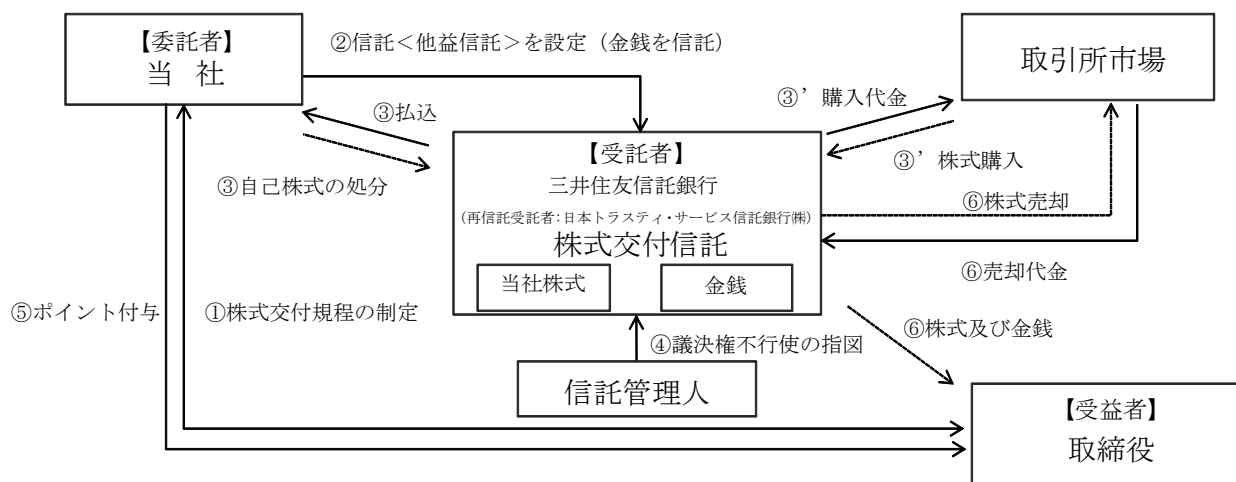 【委託者】
当 社
②信託＜他益信託＞を設定（金銭を信託）
取引所市場
③払込
③’購入代金
【受託者】
三井住友信託銀行
(再信託受託者：日本トラスティ・サービス信託銀行㈱)
株式交付信託
当社株式
金銭
③自己株式の処分
③’株式購入
⑥株式売却
⑥売却代金
⑤ポイント付与
①株式交付規程の制定
④議決権不行使の指図
⑥株式及び金銭
信託管理人
【受益者】
取締役